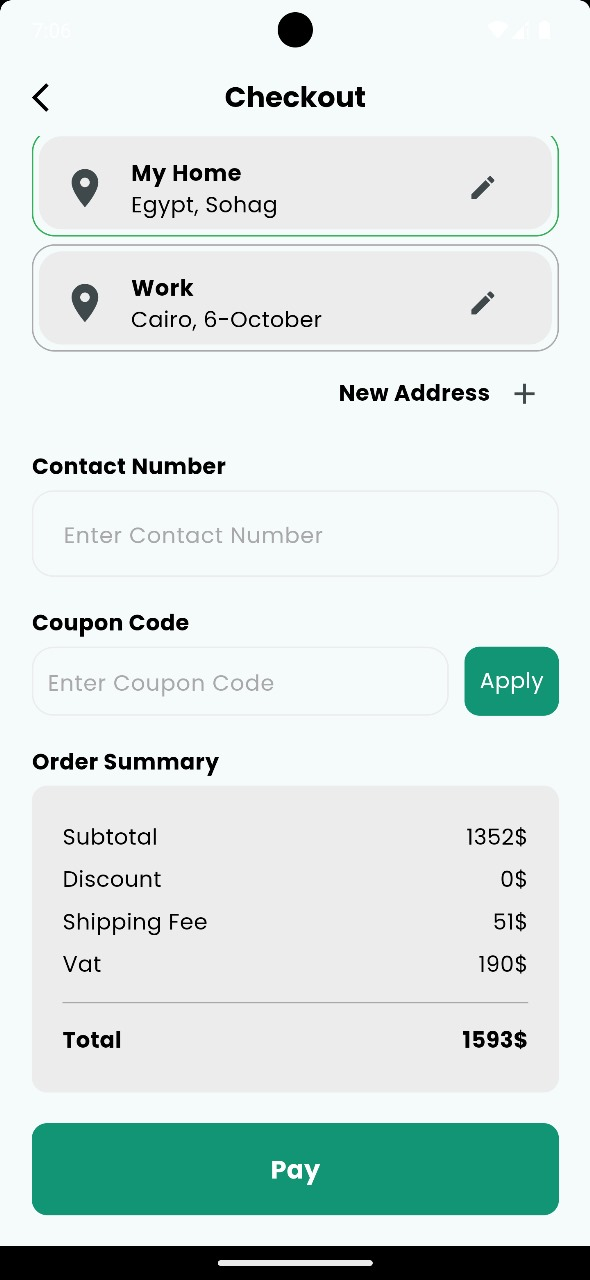 7:06
Checkout
My Home
Egypt, Sohag
Work
Cairo, 6-October
New Address
Contact Number
Enter Contact Number
Coupon Code
Enter Coupon Code
Apply
Order Summary
Subtotal 1352$
Discount 0$
Shipping Fee 51$
Vat 190$
Total 1593$
Pay